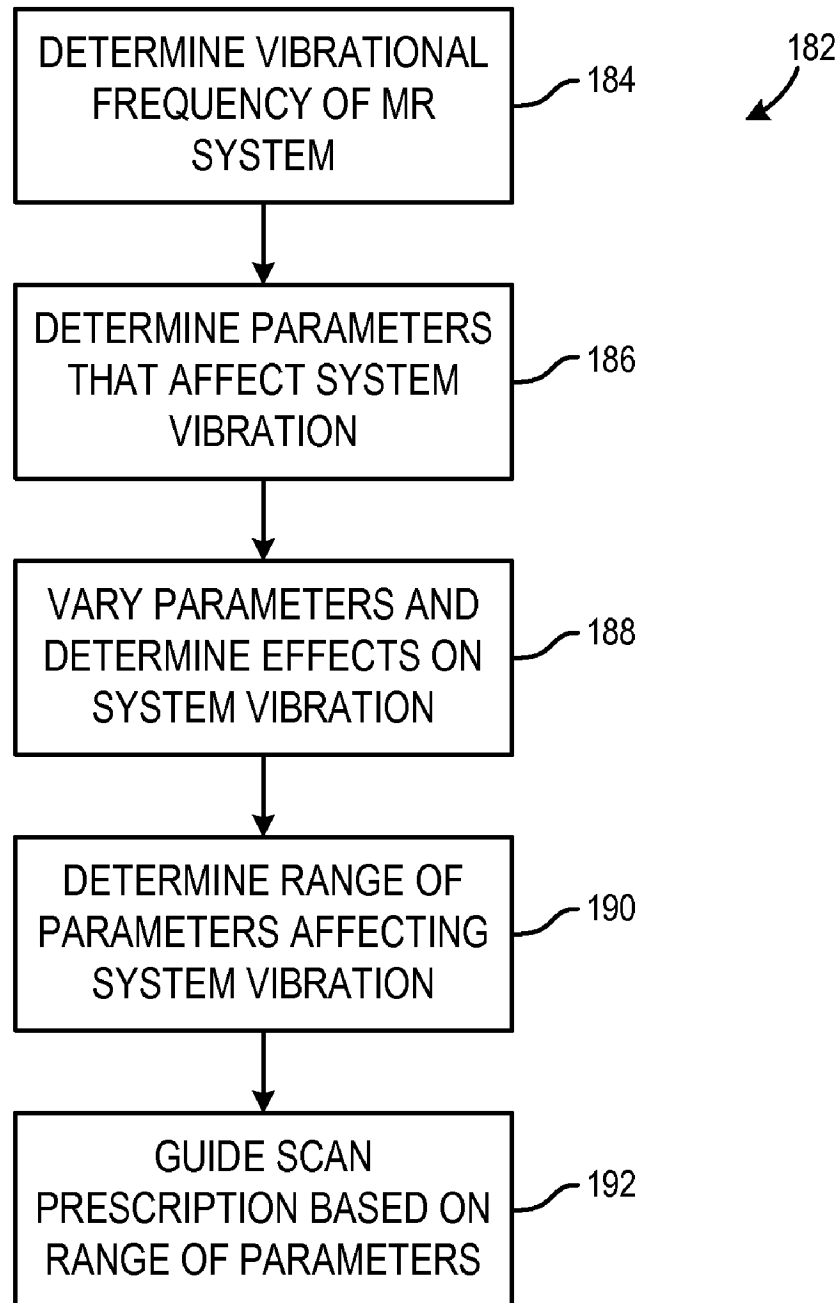 DETERMINE VIBRATIONAL
FREQUENCY OF MR
SYSTEM
184
182
DETERMINE PARAMETERS
THAT AFFECT SYSTEM
VIBRATION
186
VARY PARAMETERS AND
DETERMINE EFFECTS ON
SYSTEM VIBRATION
188
DETERMINE RANGE OF
PARAMETERS AFFECTING
SYSTEM VIBRATION
190
GUIDE SCAN
PRESCRIPTION BASED ON
RANGE OF PARAMETERS
192